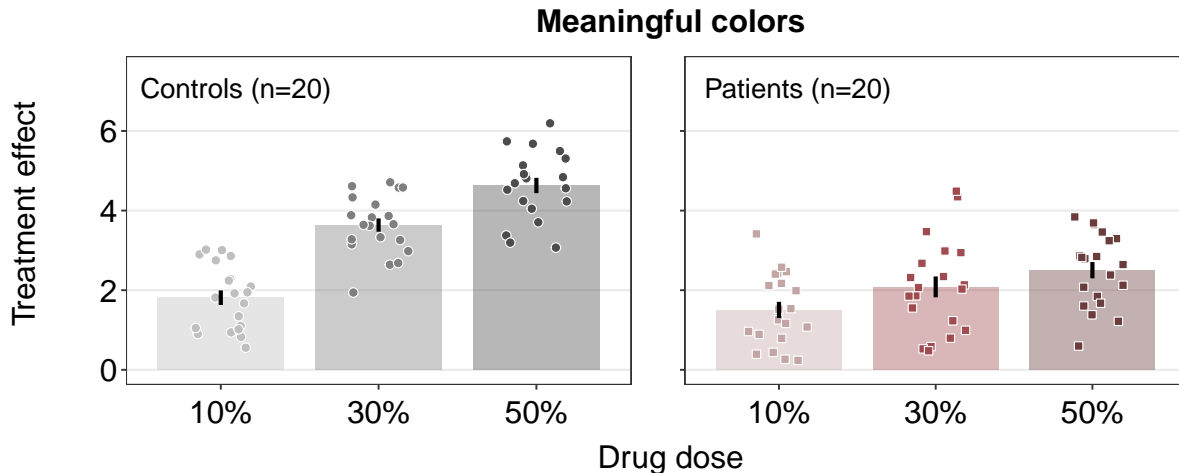 Meaningful colors
Controls (n=20)
Patients (n=20)
Treatment effect
6
4
2
0
10%
30%
50%
10%
30%
50%
Drug dose